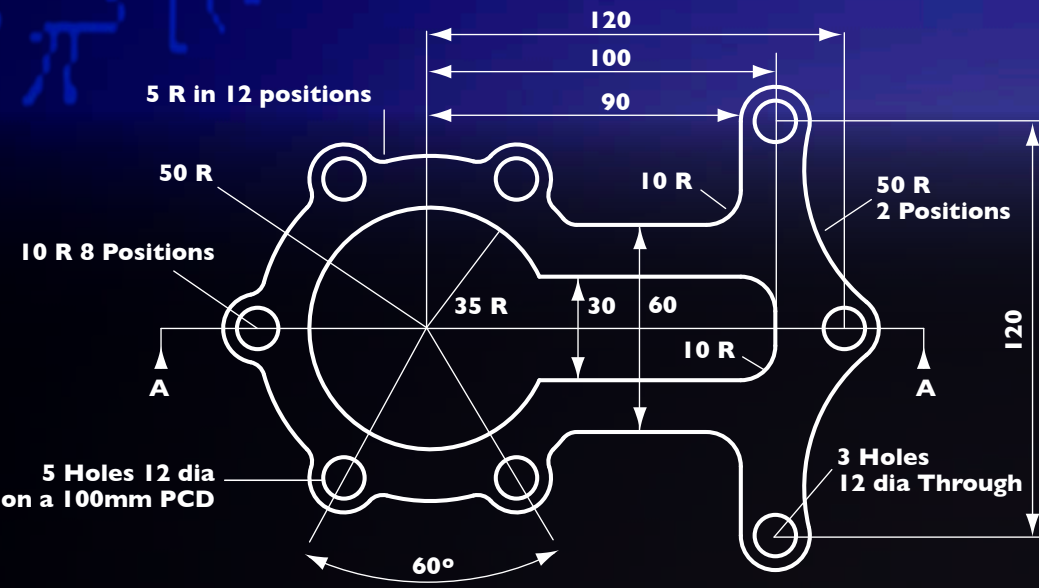 120
100
90
5 R in 12 positions
50 R
10 R
50 R
2 Positions
10 R 8 Positions
35 R
30
60
120
10 R
A
A
5 Holes 12 dia
on a 100mm PCD
3 Holes
12 dia Through
60º